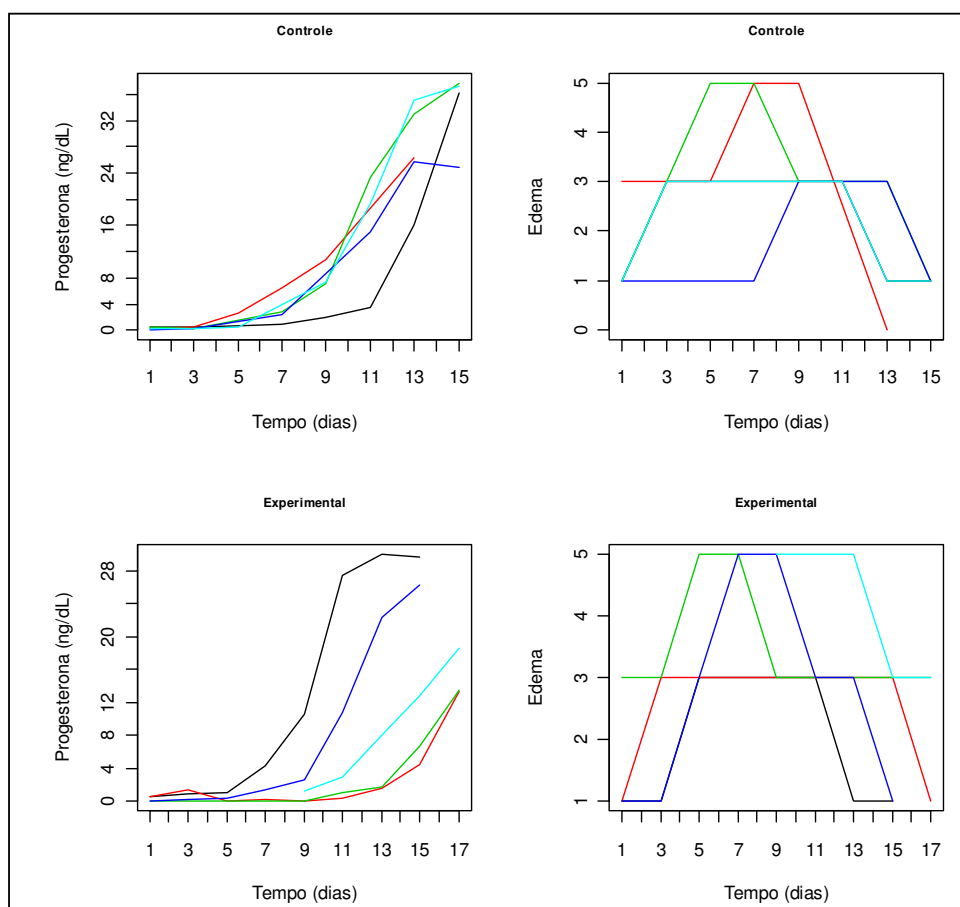 Controle
Progesterona (ng/dL)
32
24
16
8
4
0
1 3 5 7 9 11 13 15
Tempo (dias)
Controle
Edema
5
4
3
2
1
0
1 3 5 7 9 11 13 15
Tempo (dias)
Experimental
Progesterona (ng/dL)
28
20
12
8
4
0
1 3 5 7 9 11 13 15 17
Tempo (dias)
Experimental
Edema
5
4
3
2
1
1 3 5 7 9 11 13 15 17
Tempo (dias)